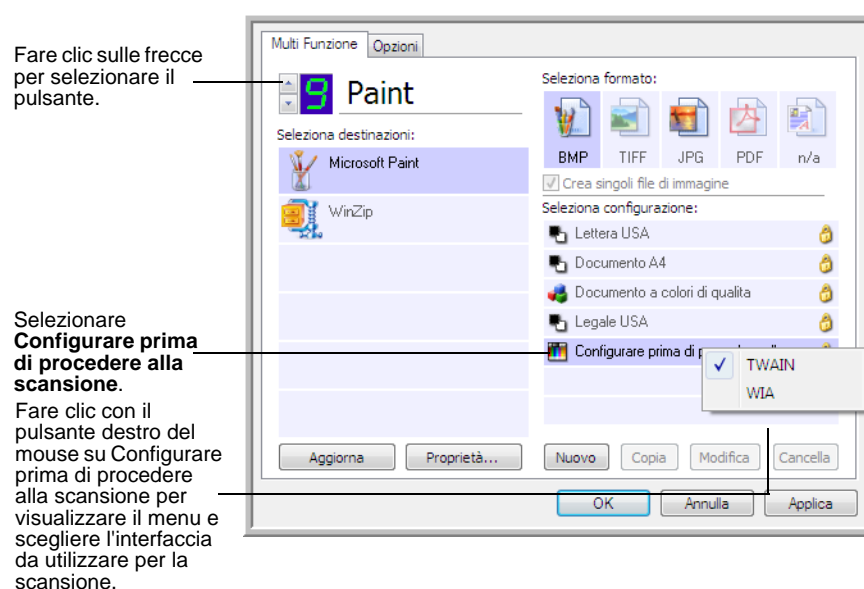 Fare clic sulle frecce
per selezionare il
pulsante.
Selezionare
Configurare prima
di procedere alla
scansione.
Fare clic con il
pulsante destro del
mouse su Configurare
prima di procedere
alla scansione per
visualizzare il menu e
scegliere l'interfaccia
da utilizzare per la
scansione.
Multi Funzione
Opzioni
9
Paint
Seleziona destinazioni:
Microsoft Paint
WinZip
Aggiorna
Proprietà...
Seleziona formato:
BMP TIFF JPG PDF n/a
Crea singoli file di immagine
Seleziona configurazione:
Lettera USA
Documento A4
Documento a colori di qualita
Legale USA
Configurare prima di
TWAIN
WIA
Nuovo Copia Modifica Cancella
OK Annulla Applica